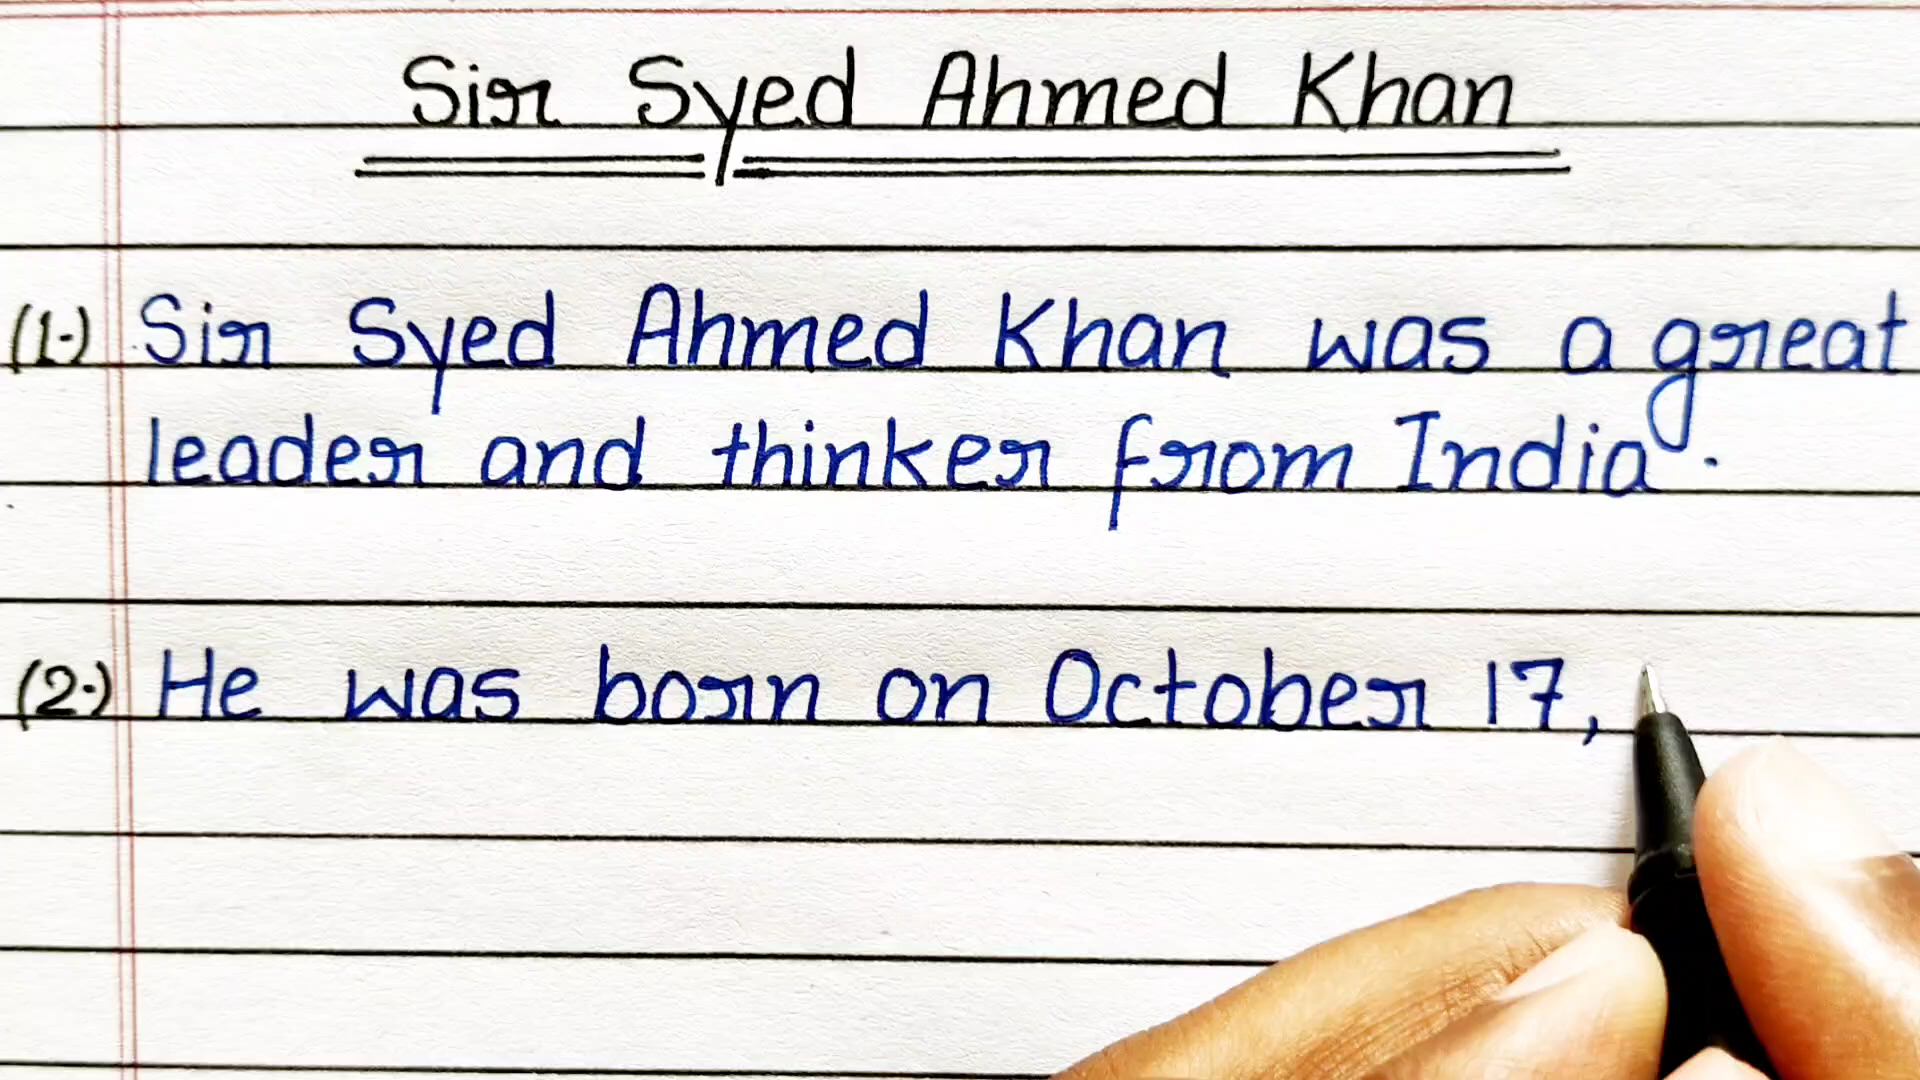 Sir Syed Ahmed Khan
(1.) Sir Syed Ahmed Khan was a great
leader and thinker from India.
(2.) He was born on October 17,